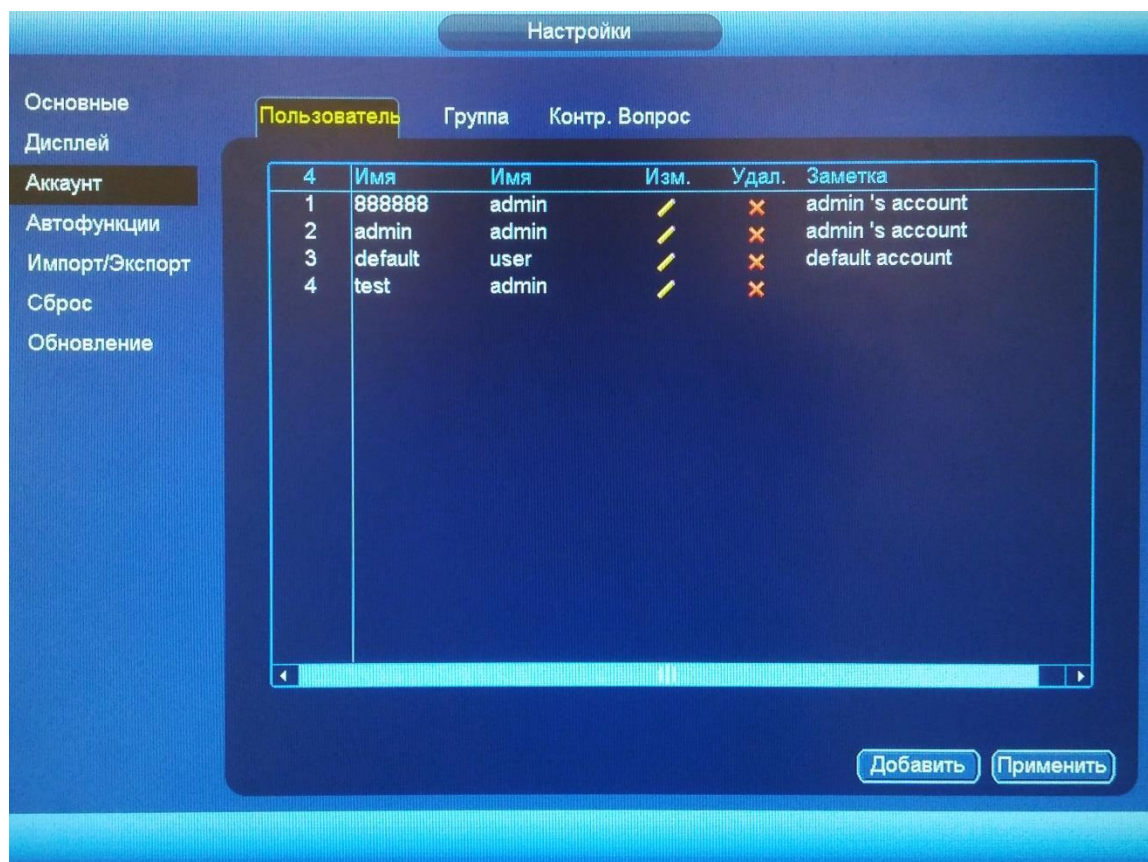 Настройки
Основные
Дисплей
Аккаунт
Автофункции
Импорт/Экспорт
Сброс
Обновление
Пользователь Группа Контр. Вопрос
4 Имя Имя Изм. Удал. Заметка
1 888888 admin admin 's account
2 admin admin admin 's account
3 default user default account
4 test admin
Добавить Применить